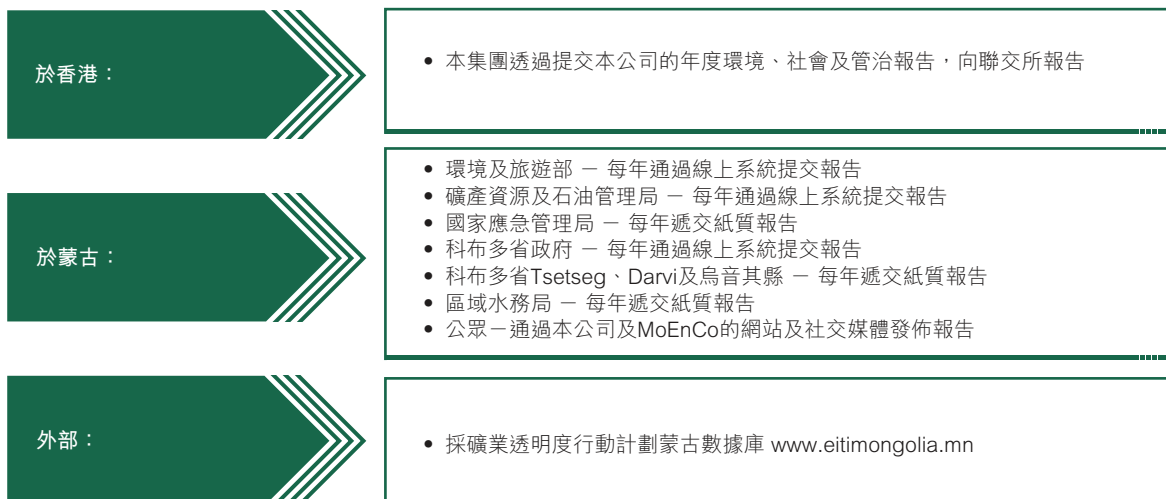 於香港：
• 本集團透過提交本公司的年度環境、社會及管治報告，向聯交所報告
於蒙古：
• 環境及旅遊部 － 每年通過線上系統提交報告
• 礦產資源及石油管理局 － 每年通過線上系統提交報告
• 國家應急管理局 － 每年遞交紙質報告
• 科布多省政府 － 每年通過線上系統提交報告
• 科布多省Tsetseg、Darvi及烏音其縣 － 每年遞交紙質報告
• 區域水務局 － 每年遞交紙質報告
• 公眾－通過本公司及MoEnCo的網站及社交媒體發佈報告
外部：
• 採礦業透明度行動計劃蒙古數據庫 www.eitimongolia.mn